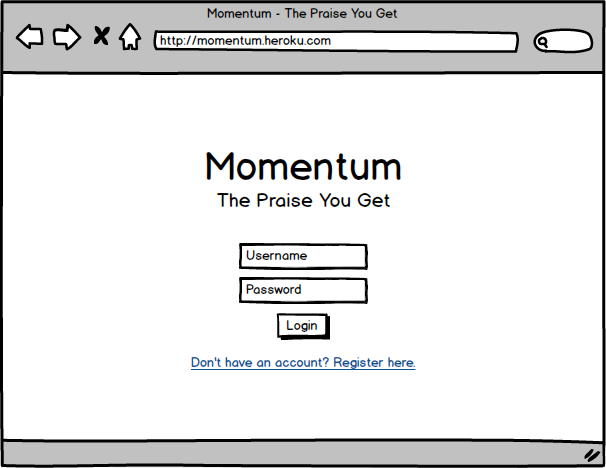 Momentum - The Praise You Get
http://momentum.heroku.com
Momentum
The Praise You Get
Username
Password
Login
Don't have an account? Register here.